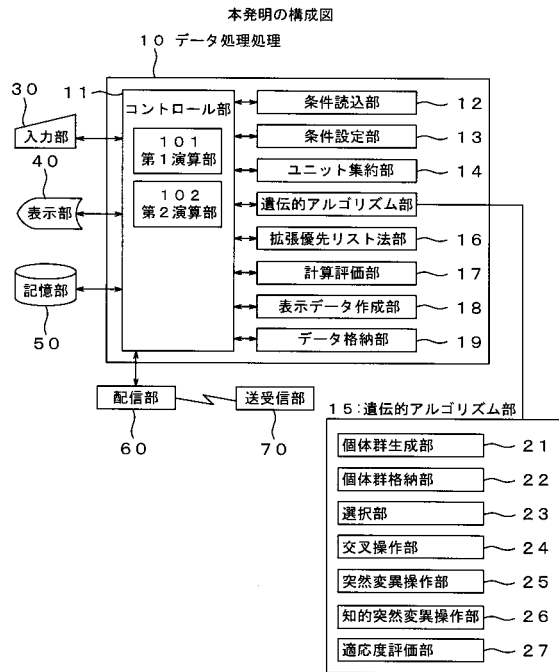 本発明の構成図
10 データ処理処理
11
コントロール部
101
第1演算部
102
第2演算部
30
入力部
40
表示部
記憶部
50
条件読込部 12
条件設定部 13
ユニット集約部 14
遺伝的アルゴリズム部
拡張優先リスト法部 16
計算評価部 17
表示データ作成部 18
データ格納部 19
配信部
60
送受信部
70
15:遺伝的アルゴリズム部
個体群生成部 21
個体群格納部 22
選択部 23
交叉操作部 24
突然変異操作部 25
知的突然変異操作部 26
適応度評価部 27